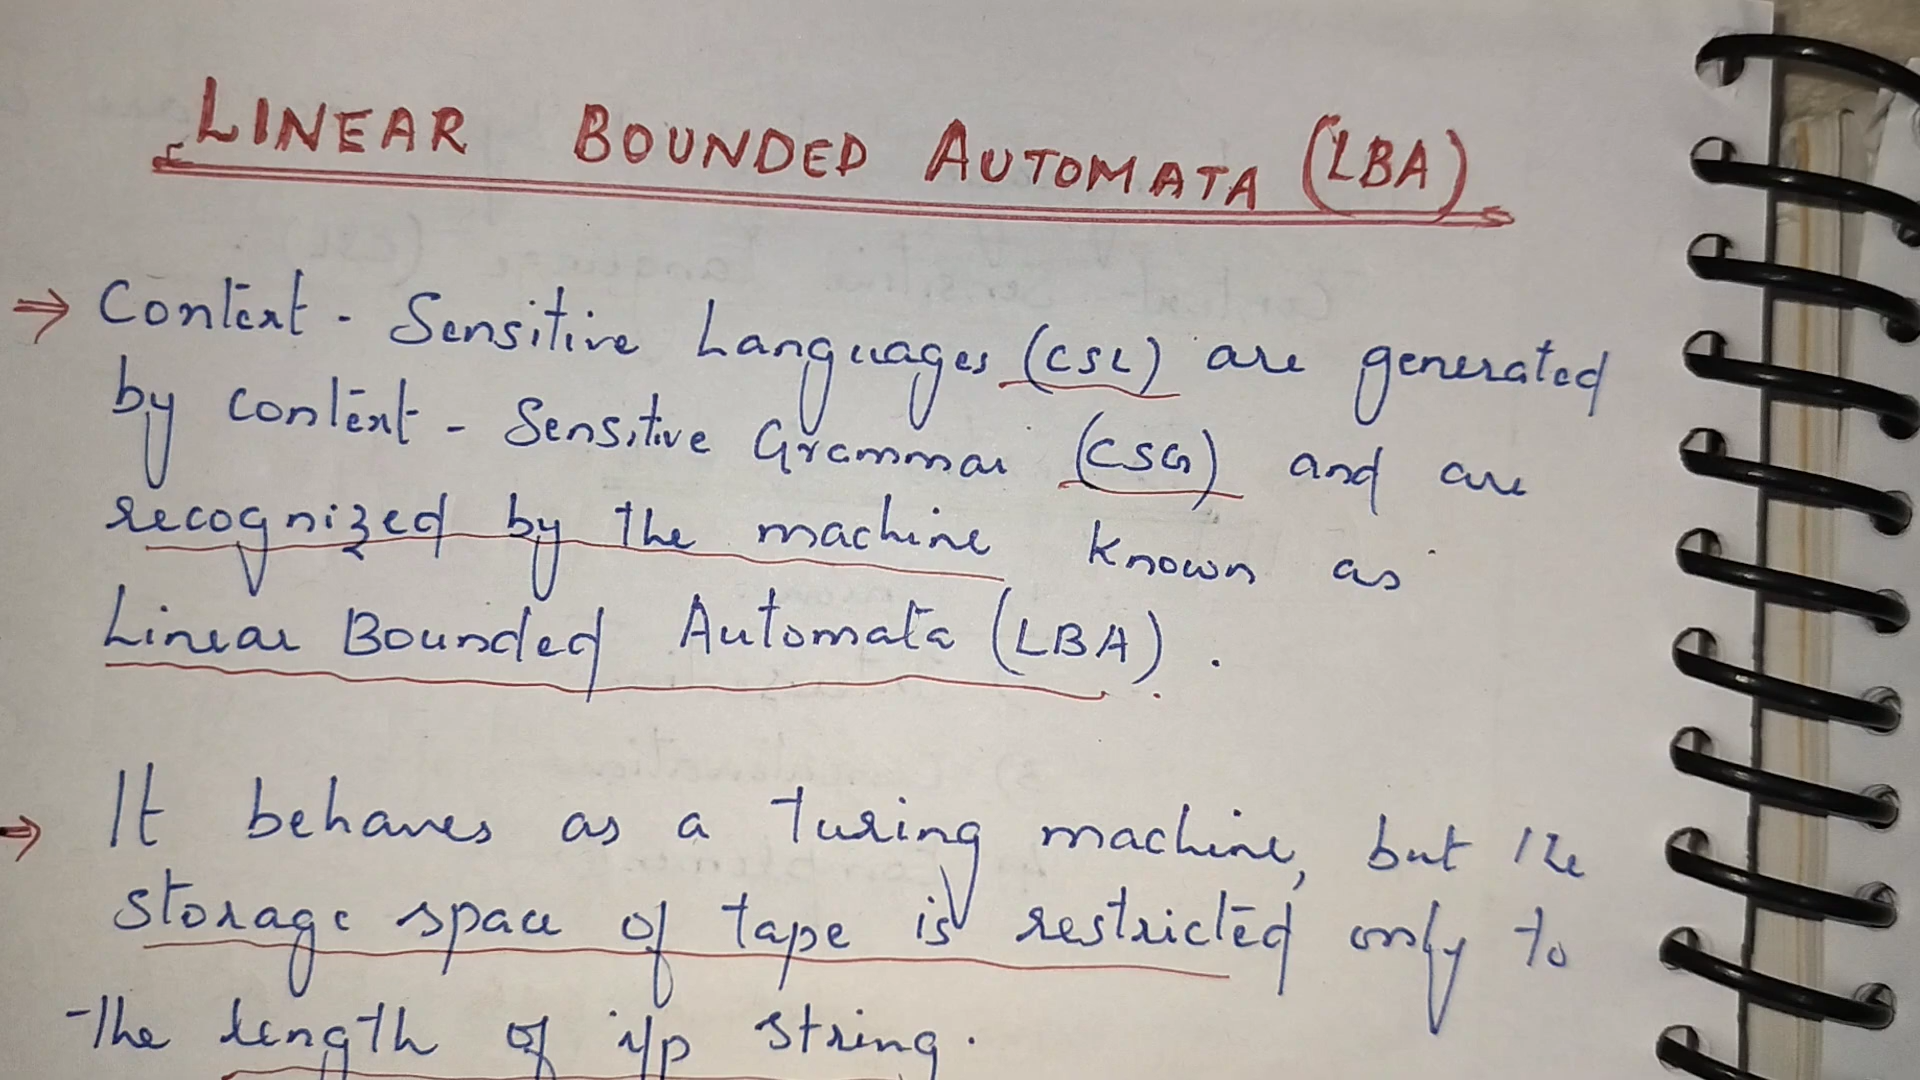 LINEAR BOUNDED AUTOMATA (LBA)
⇒ Context - Sensitive Languages (CSL) are generated
by context - Sensitive Grammar (CSG) and are
recognized by the machine known as
Linear Bounded Automata (LBA).
⇒ It behaves as a turing machine, but the
storage space of tape is restricted only to
the length of i/p string.